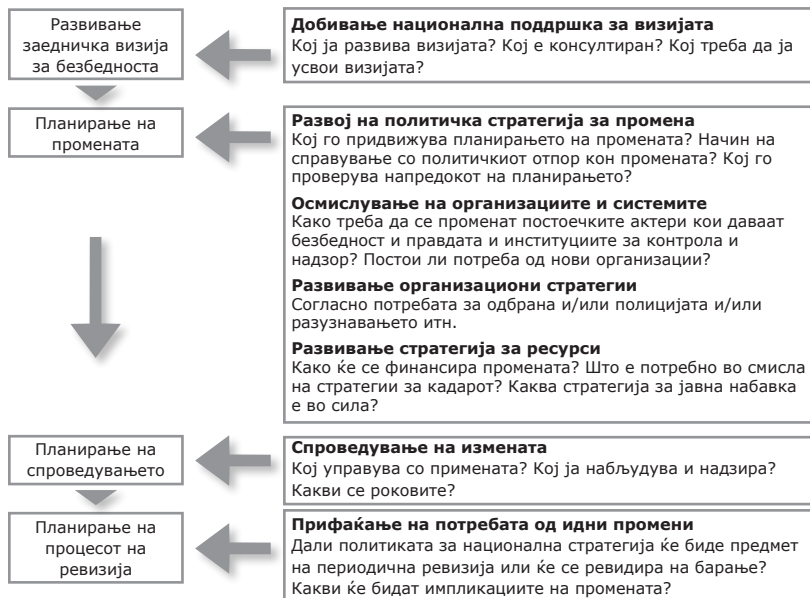 Развивање
заедничка визија
за безбедноста
Добивање национална поддршка за визијата
Кој ја развива визијата? Кој е консултиран? Кој треба да ја
усвои визијата?
Планирање на
промената
Развој на политичка стратегија за промена
Кој го придвижува планирањето на промената? Начин на
справување со политичкиот отпор кон промената? Кој го
проверува напредокот на планирањето?
Осмислување на организациите и системите
Како треба да се променат постоечките актери кои даваат
безбедност и правдата и институциите за контрола и
надзор? Постои ли потреба од нови организации?
Развивање организациони стратегии
Согласно потребата за одбрана и/или полицијата и/или
разузнавањето итн.
Развивање стратегија за ресурси
Како ќе се финансира промената? Што е потребно во смисла
на стратегии за кадарот? Каква стратегија за јавна набавка
е во сила?
Планирање на
спроведувањето
Спроведување на измената
Кој управува со примената? Кој ја набљудува и надзира?
Какви се роковите?
Планирање на
процесот на
ревизија
Прифаќање на потребата од идни промени
Дали политиката за национална стратегија ќе биде предмет
на периодична ревизија или ќе се ревидира на барање?
Какви ќе бидат импликациите на промената?